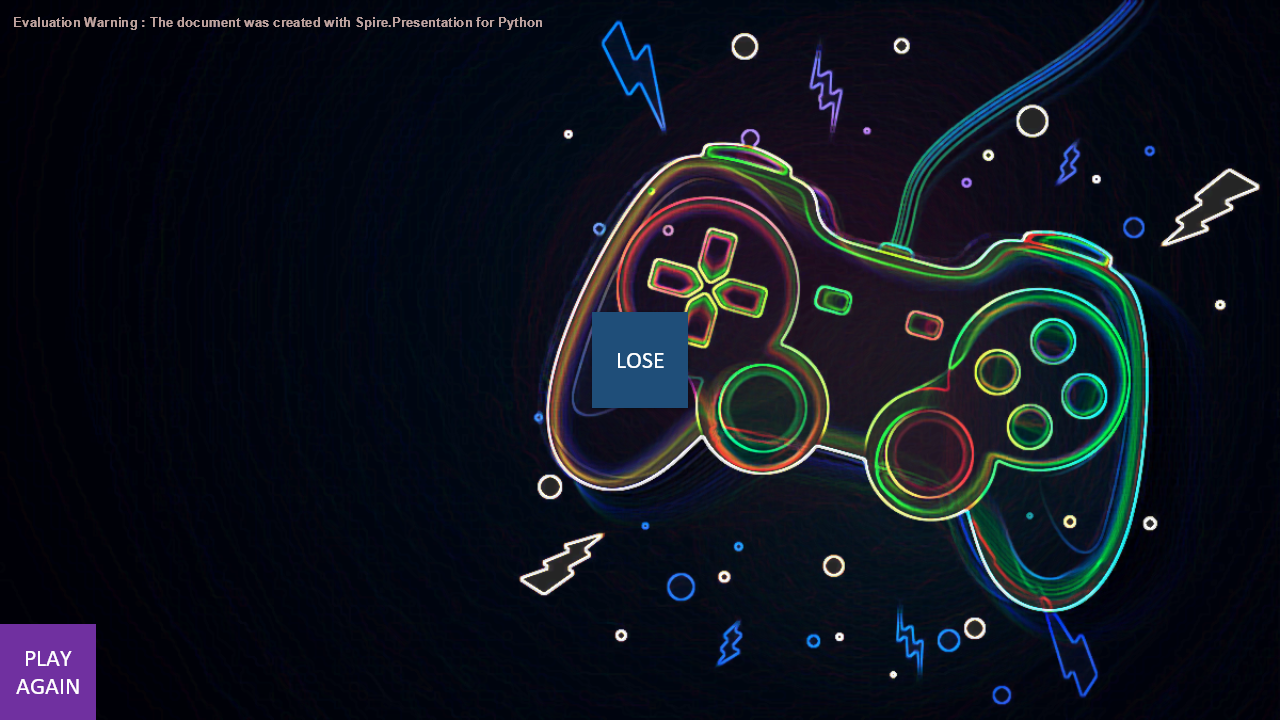 Evaluation Warning : The document was created with Spire.Presentation for Python
LOSE
PLAY
AGAIN